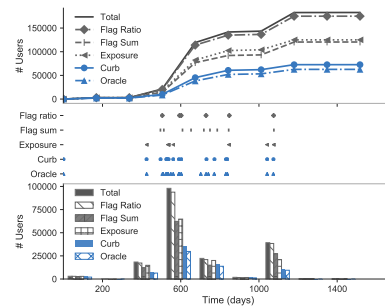 Total
Flag Ratio
Flag Sum
Exposure
Curb
Oracle
# Users
150000
100000
50000
0
Flag ratio
Flag sum
Exposure
Curb
Oracle
# Users
100000
75000
50000
25000
0
Total
Flag Ratio
Flag Sum
Exposure
Curb
Oracle
200
600
1000
1400
Time (days)